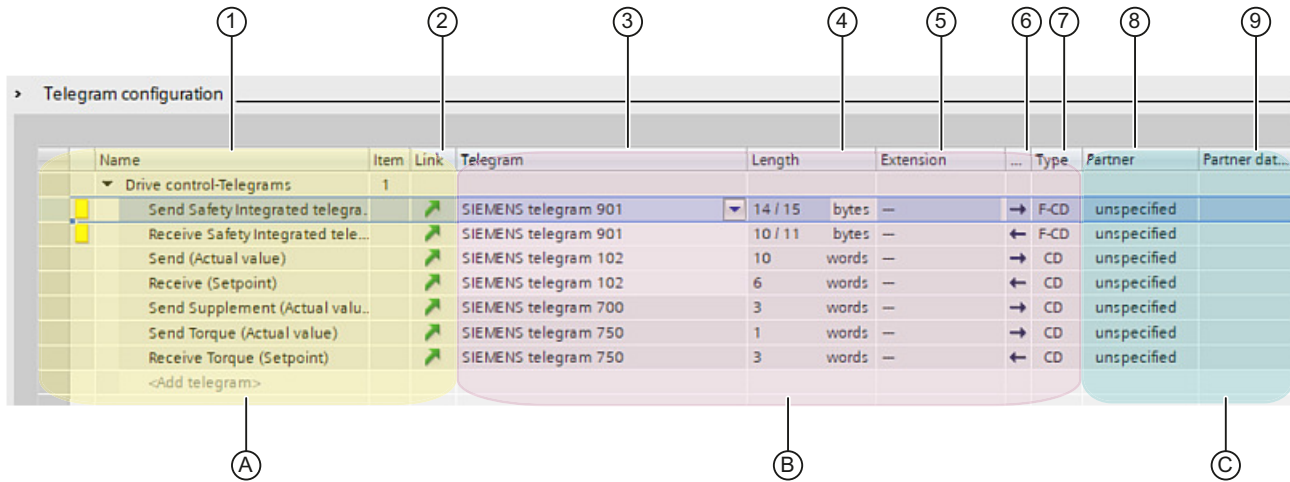 1 2 3 4 5 6 7 8 9
› Telegram configuration
Name Item Link Telegram Length Extension ... Type Partner Partner dat...
Drive control-Telegrams 1
Send Safety Integrated telegra. SIEMENS telegram 901 14 / 15 bytes — → F-CD unspecified
Receive Safety Integrated tele... SIEMENS telegram 901 10 / 11 bytes — ← F-CD unspecified
Send (Actual value) SIEMENS telegram 102 10 words — → CD unspecified
Receive (Setpoint) SIEMENS telegram 102 6 words — ← CD unspecified
Send Supplement (Actual valu.. SIEMENS telegram 700 3 words — → CD unspecified
Send Torque (Actual value) SIEMENS telegram 750 1 words — → CD unspecified
Receive Torque (Setpoint) SIEMENS telegram 750 3 words — ← CD unspecified
<Add telegram>
A B C